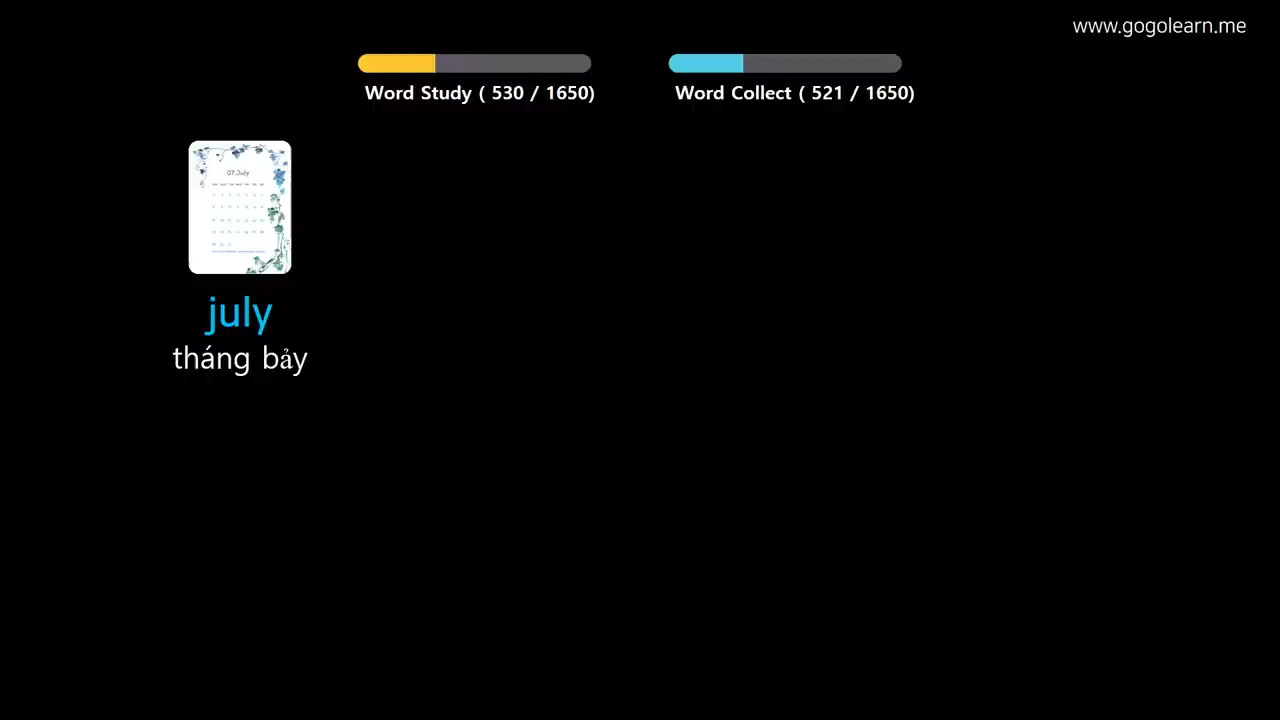 www.gogolearn.me
Word Study ( 530 / 1650)
Word Collect ( 521 / 1650)
07.July
july
tháng bảy